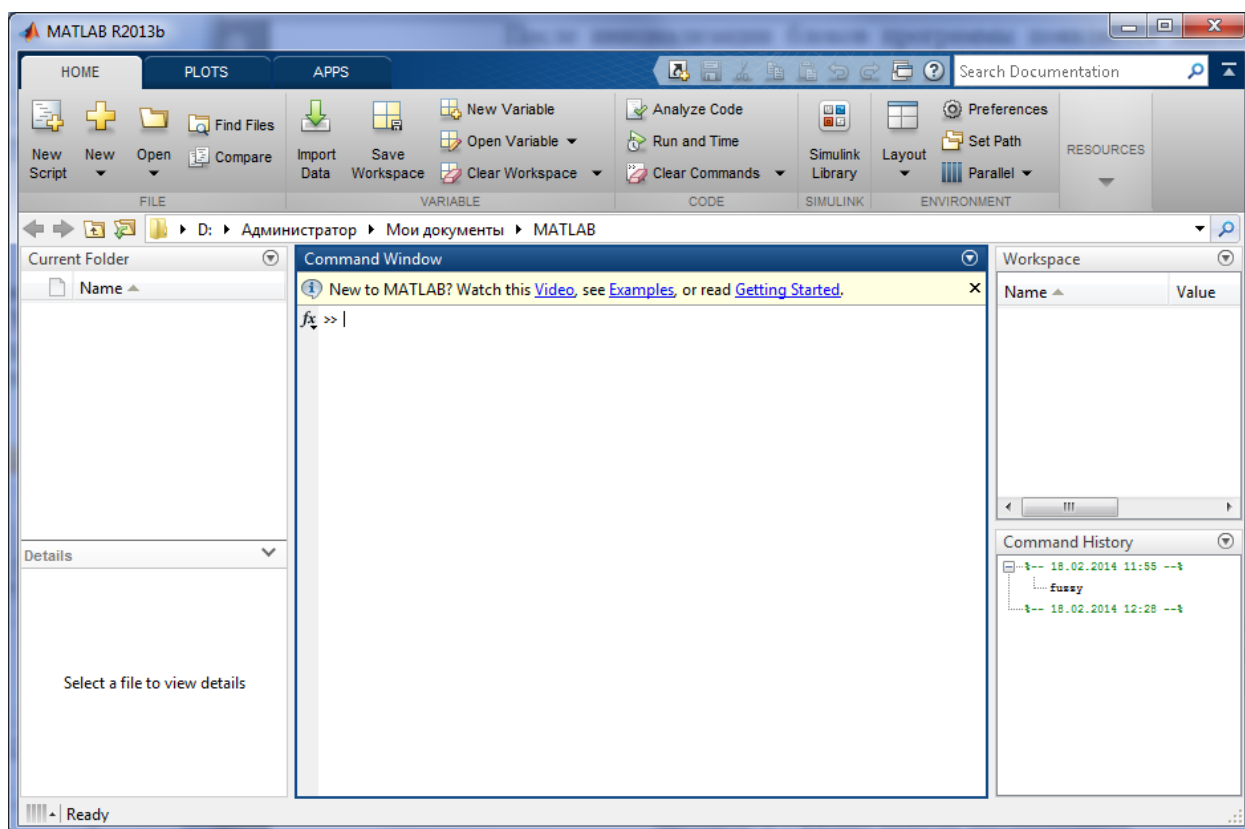 MATLAB R2013b
После инициализации
HOME PLOTS APPS Search Documentation
New Script
New
Open
Find Files
Compare
FILE
Import Data
Save Workspace
New Variable
Open Variable
Clear Workspace
VARIABLE
Analyze Code
Run and Time
Clear Commands
CODE
Simulink Library
SIMULINK
Layout
Preferences
Set Path
Parallel
ENVIRONMENT
RESOURCES
D: Администратор Мои документы MATLAB
Current Folder
Name
Details
Select a file to view details
Command Window
New to MATLAB? Watch this Video, see Examples, or read Getting Started.
fx >>
Workspace
Name Value
Command History
%-- 18.02.2014 11:55 --%
fuzzy
%-- 18.02.2014 12:28 --%
Ready